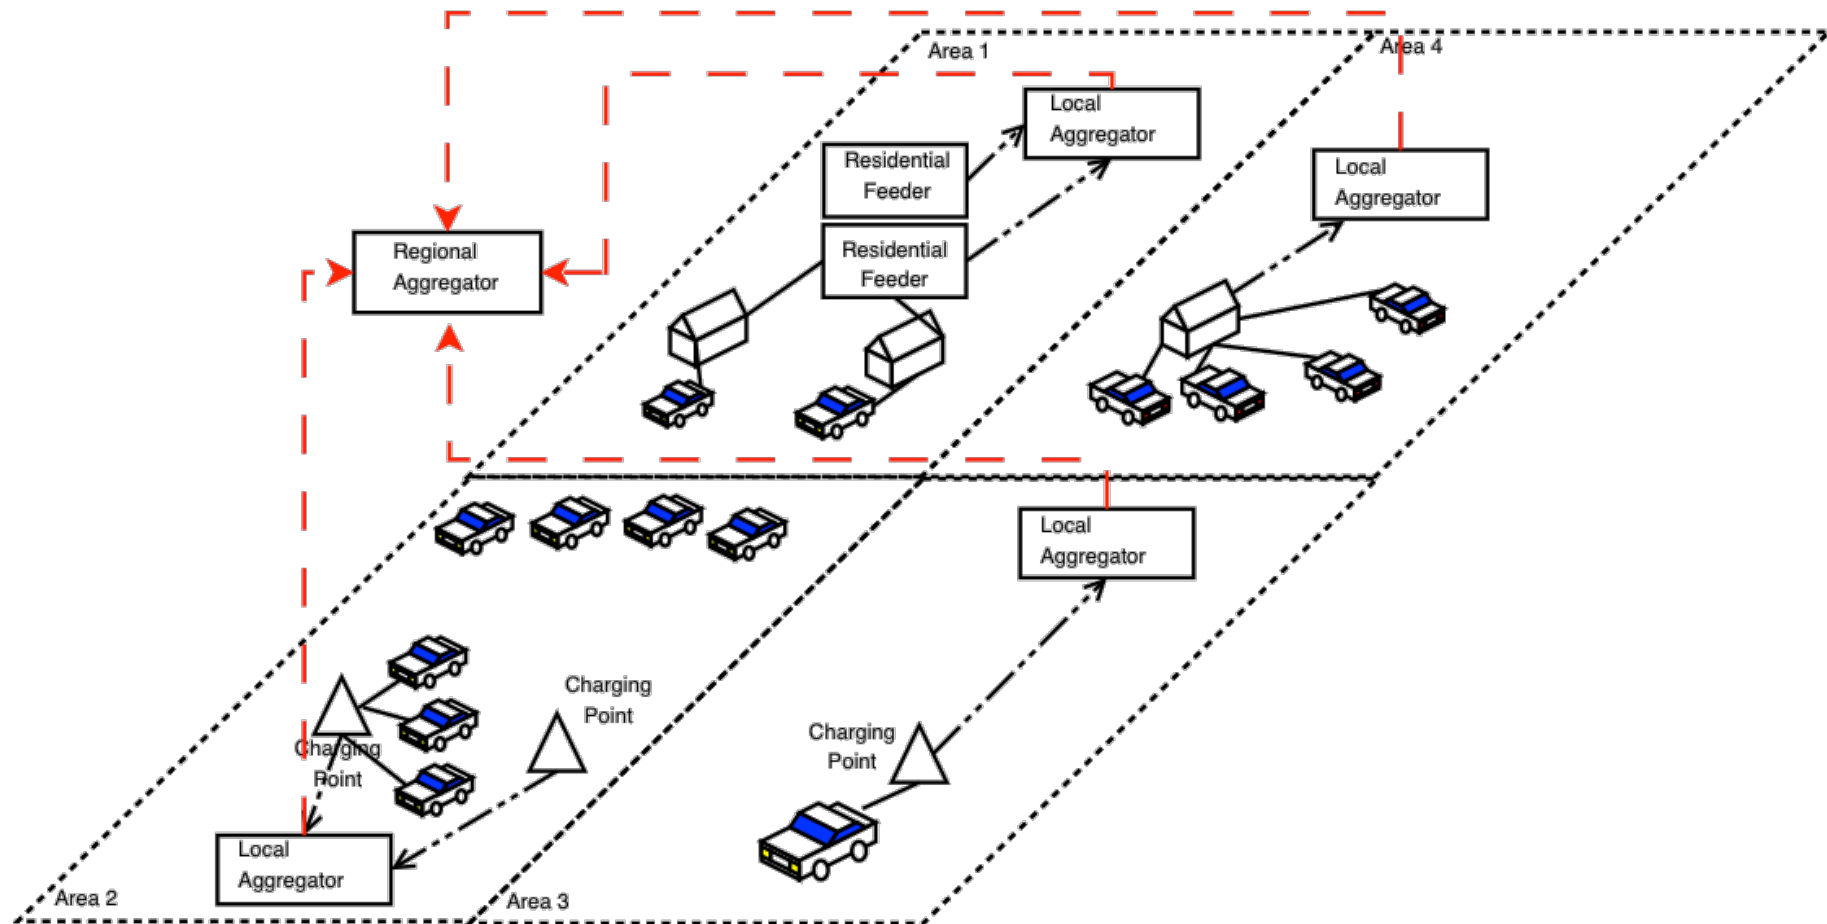 Area 1
Area 4
Local
Aggregator
Residential
Feeder
Local
Aggregator
Residential
Feeder
Regional
Aggregator
Local
Aggregator
Charging
Point
Charging
Point
Charging
Point
Local
Aggregator
Area 2
Area 3